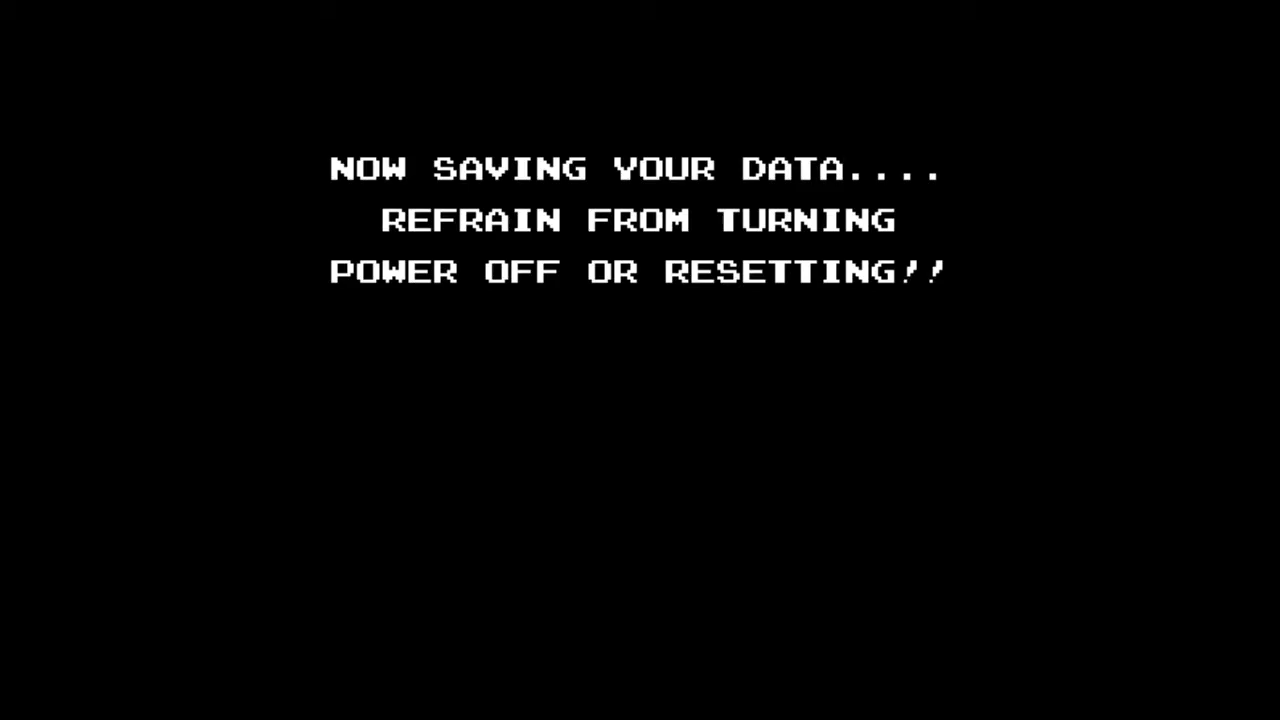 NOW SAVING YOUR DATA....
REFRAIN FROM TURNING
POWER OFF OR RESETTING!!